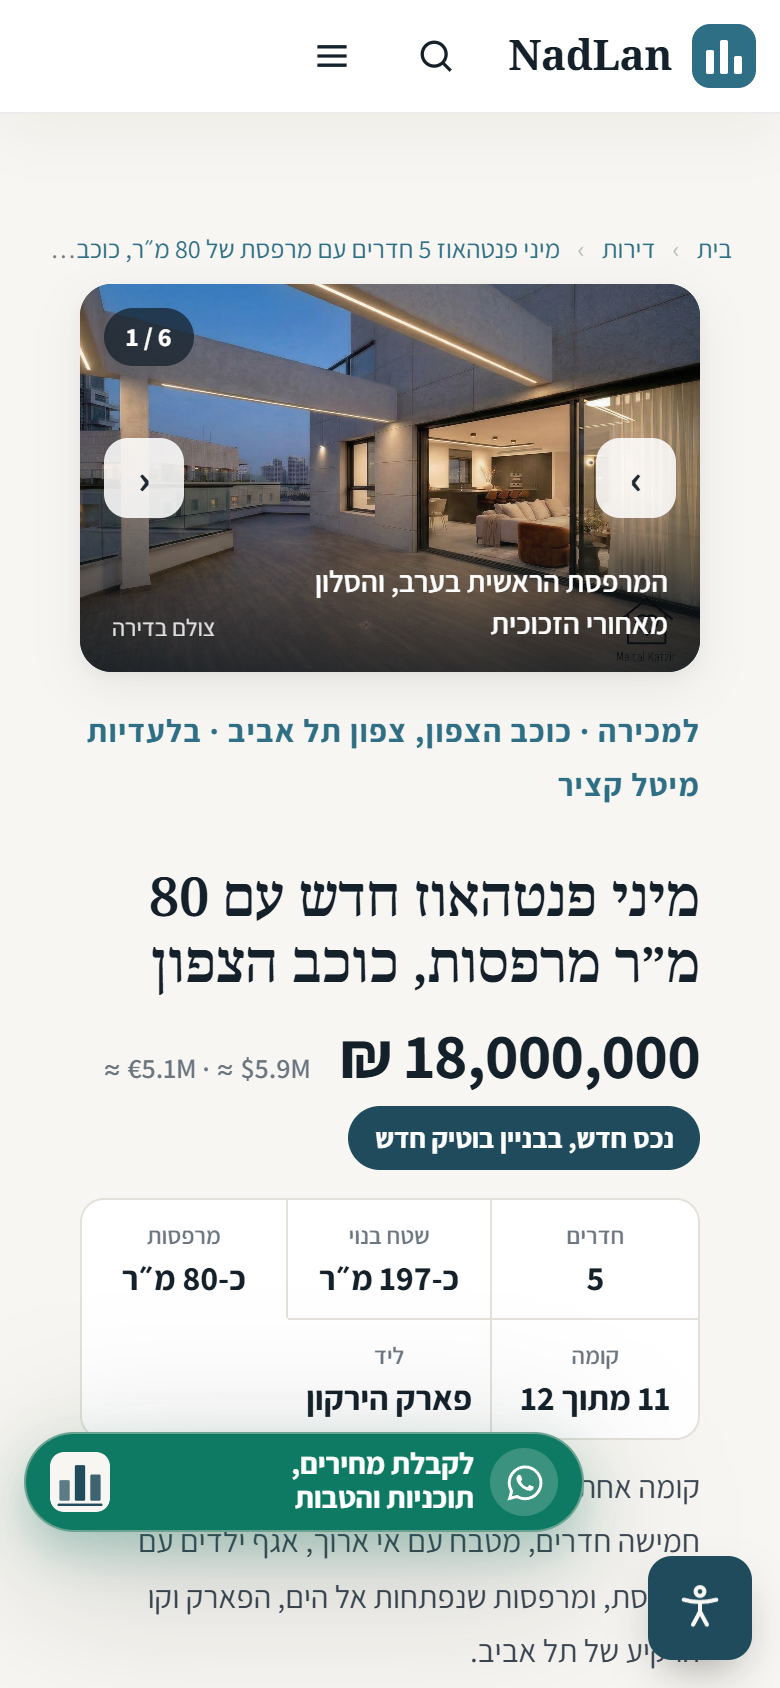 NadLan
בית › דירות › מיני פנטהאוז 5 חדרים עם מרפסת של 80 מ״ר, כוכב…
1 / 6
המרפסת הראשית בערב, והסלון
מאחורי הזכוכית
צולם בדירה
Meital Katzir
למכירה · כוכב הצפון, צפון תל אביב · בלעדיות
מיטל קציר
מיני פנטהאוז חדש עם 80
מ״ר מרפסות, כוכב הצפון
18,000,000 ₪
≈ €5.1M · ≈ $5.9M
נכס חדש, בבניין בוטיק חדש
חדרים
5
שטח בנוי
כ-197 מ״ר
מרפסות
כ-80 מ״ר
קומה
11 מתוך 12
ליד
פארק הירקון
לקבלת מחירים,
תוכניות והטבות
קומה אחת
חמישה חדרים, מטבח עם אי ארוך, אגף ילדים עם
ומרפסות שנפתחות אל הים, הפארק וקו
של תל אביב.